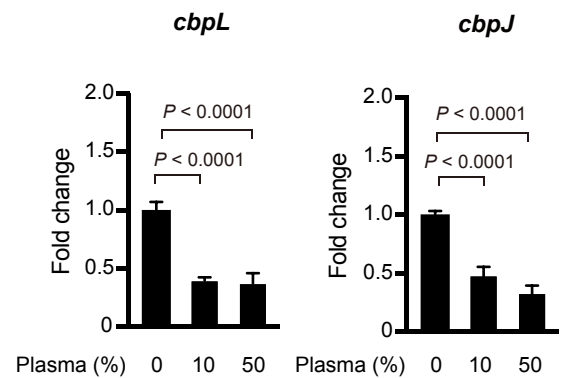 cbpL
cbpJ
Fold change
2.0
1.5
1.0
0.5
0
P < 0.0001
P < 0.0001
Plasma (%) 0 10 50
Fold change
2.0
1.5
1.0
0.5
0
P < 0.0001
P < 0.0001
Plasma (%) 0 10 50